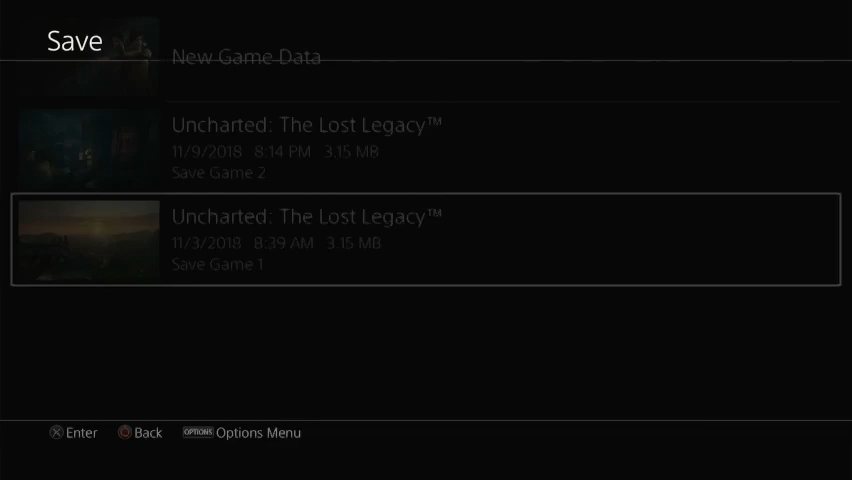 Save
New Game Data
Uncharted: The Lost Legacy™
11/9/2018 8:14 PM 3.15 MB
Save Game 2
Uncharted: The Lost Legacy™
11/3/2018 8:39 AM 3.15 MB
Save Game 1
Enter Back OPTIONS Options Menu